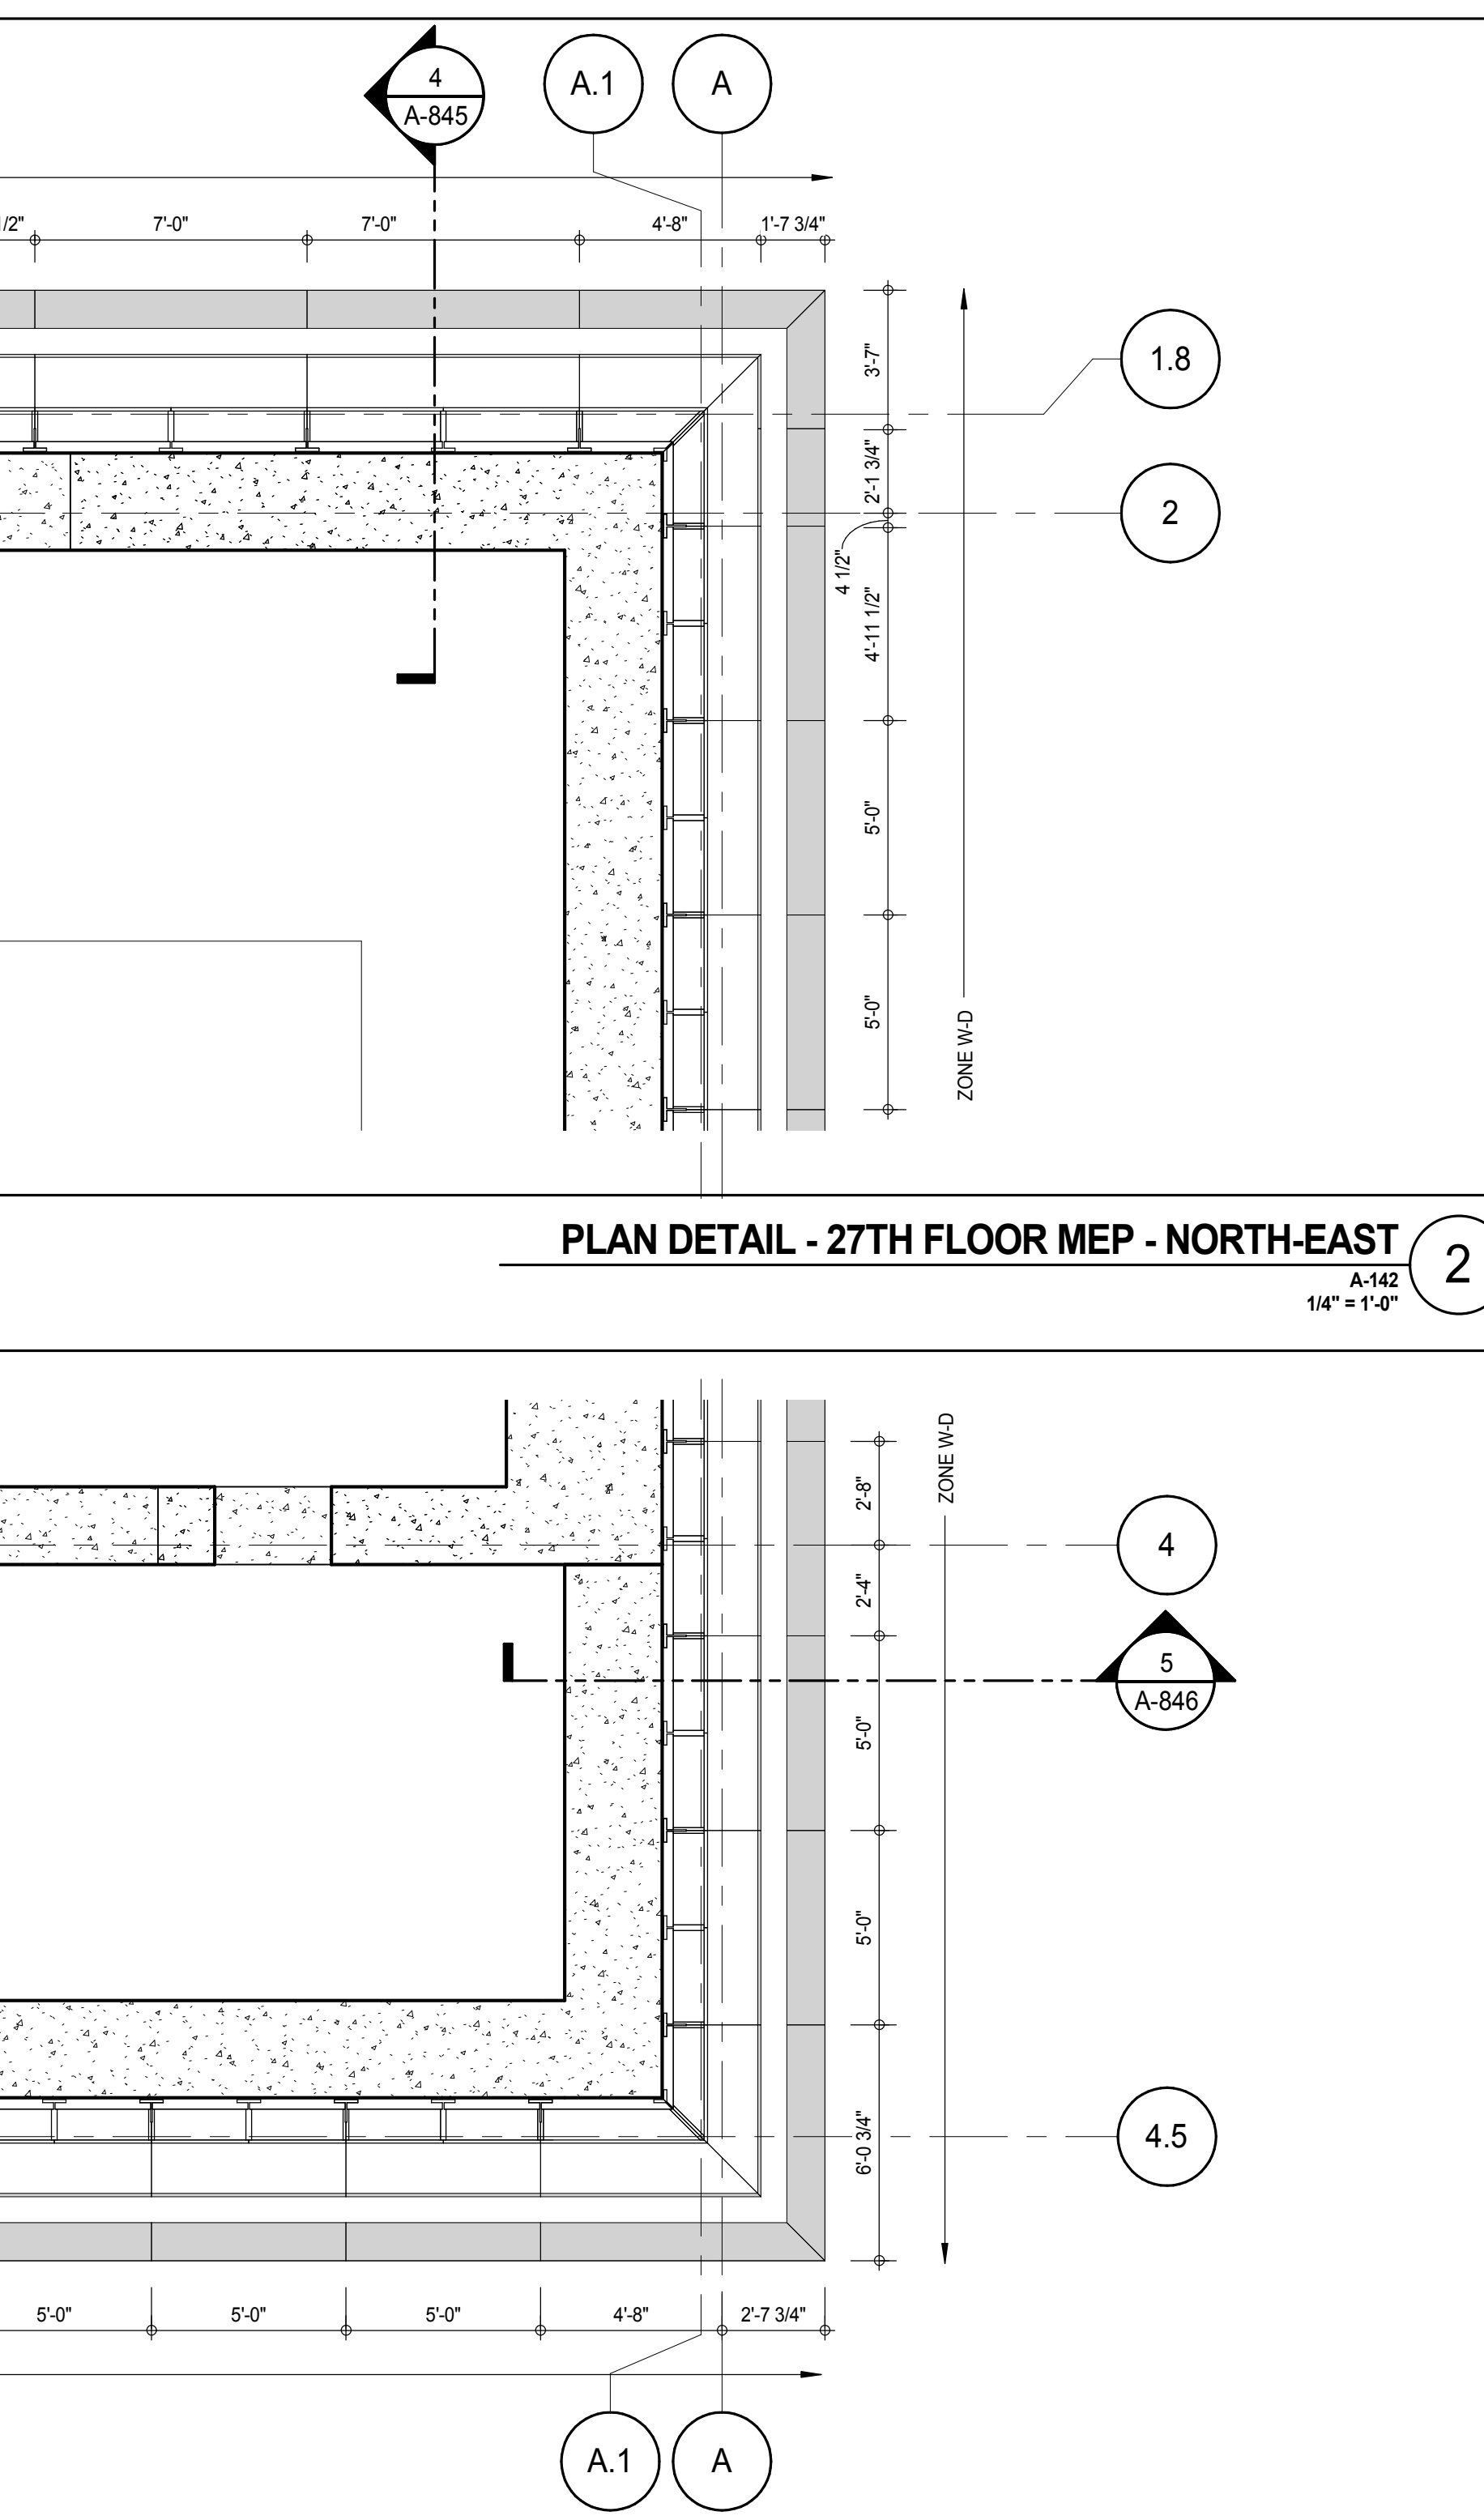 4
A-845
A.1
A
/2"
7'-0"
7'-0"
4'-8"
1'-7 3/4"
3'-7"
1.8
2'-1 3/4"
2
4 1/2"
4'-11 1/2"
5'-0"
5'-0"
ZONE W-D
PLAN DETAIL - 27TH FLOOR MEP - NORTH-EAST
2
A-142
1/4" = 1'-0"
ZONE W-D
2'-8"
4
2'-4"
5
A-846
5'-0"
5'-0"
6'-0 3/4"
4.5
5'-0"
5'-0"
5'-0"
4'-8"
2'-7 3/4"
A.1
A